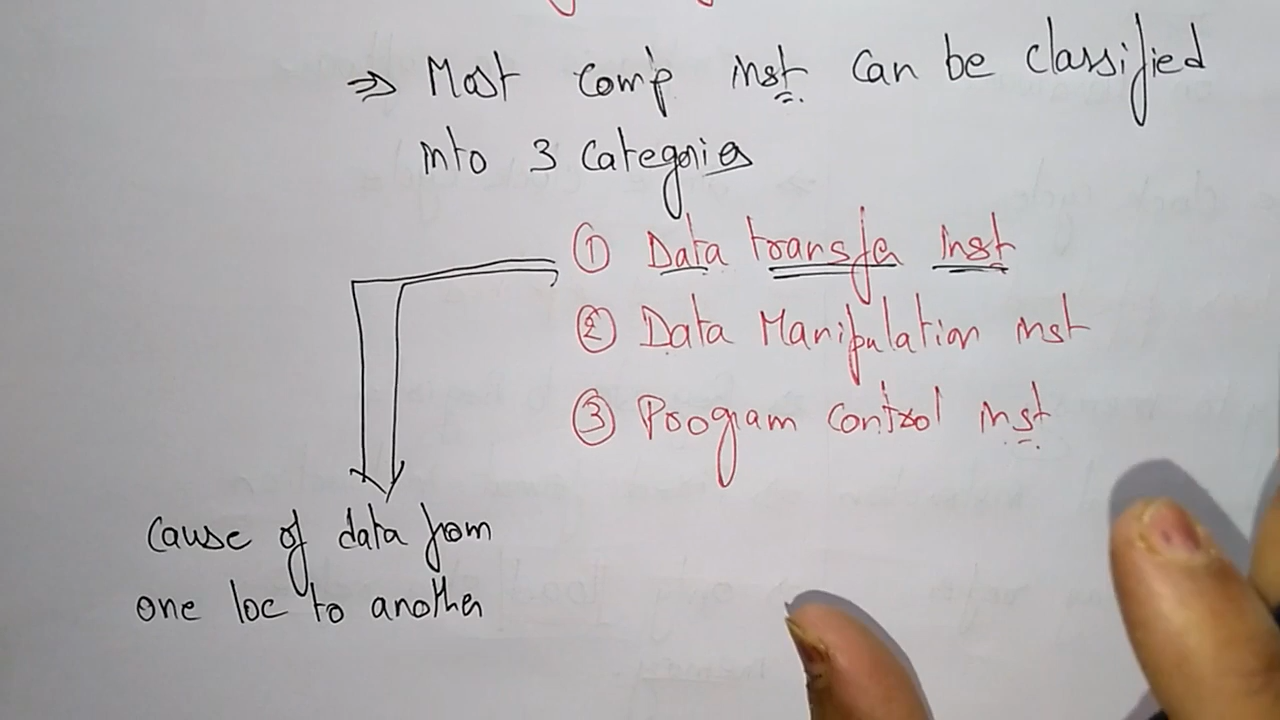 ⇒ Most comp inst can be classified
into 3 categories
① Data transfer inst
② Data Manipulation inst
③ Program control inst
cause of data from
one loc to another